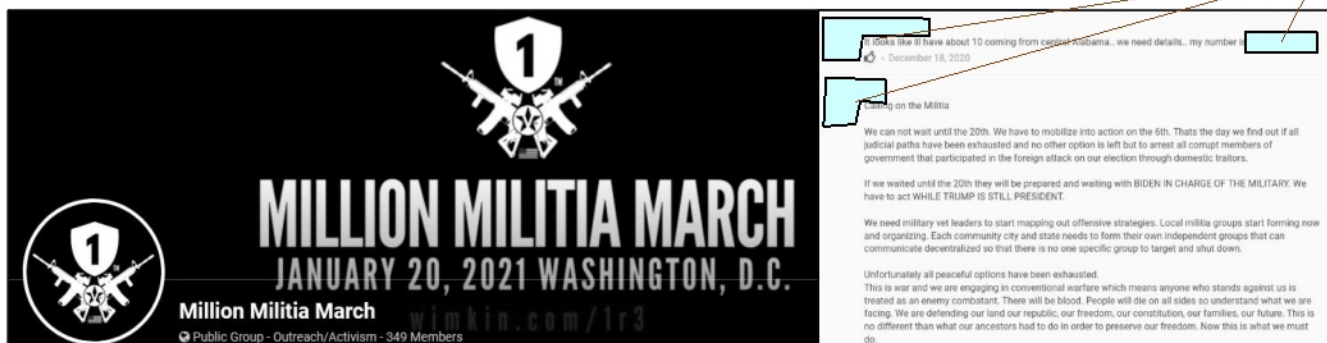 1
TM
MILLION MILITIA MARCH
JANUARY 20, 2021 WASHINGTON, D.C.
wimkin.com/1r3
1
Million Militia March
Public Group - Outreach/Activism - 349 Members
it looks like ill have about 10 coming from central Alabama.. we need details.. my number is
- December 18, 2020
Calling on the Militia
We can not wait until the 20th. We have to mobilize into action on the 6th. Thats the day we find out if all
judicial paths have been exhausted and no other option is left but to arrest all corrupt members of
government that participated in the foreign attack on our election through domestic traitors.
If we waited until the 20th they will be prepared and waiting with BIDEN IN CHARGE OF THE MILITARY. We
have to act WHILE TRUMP IS STILL PRESIDENT.
We need military vet leaders to start mapping out offensive strategies. Local militia groups start forming now
and organizing. Each community city and state needs to form their own independent groups that can
communicate decentralized so that there is no one specific group to target and shut down.
Unfortunately all peaceful options have been exhausted.
This is war and we are engaging in conventional warfare which means anyone who stands against us is
treated as an enemy combatant. There will be blood. People will die on all sides so understand what we are
facing. We are defending our land our republic, our freedom, our constitution, our families, our future. This is
no different than what our ancestors had to do in order to preserve our freedom. Now this is what we must
do.